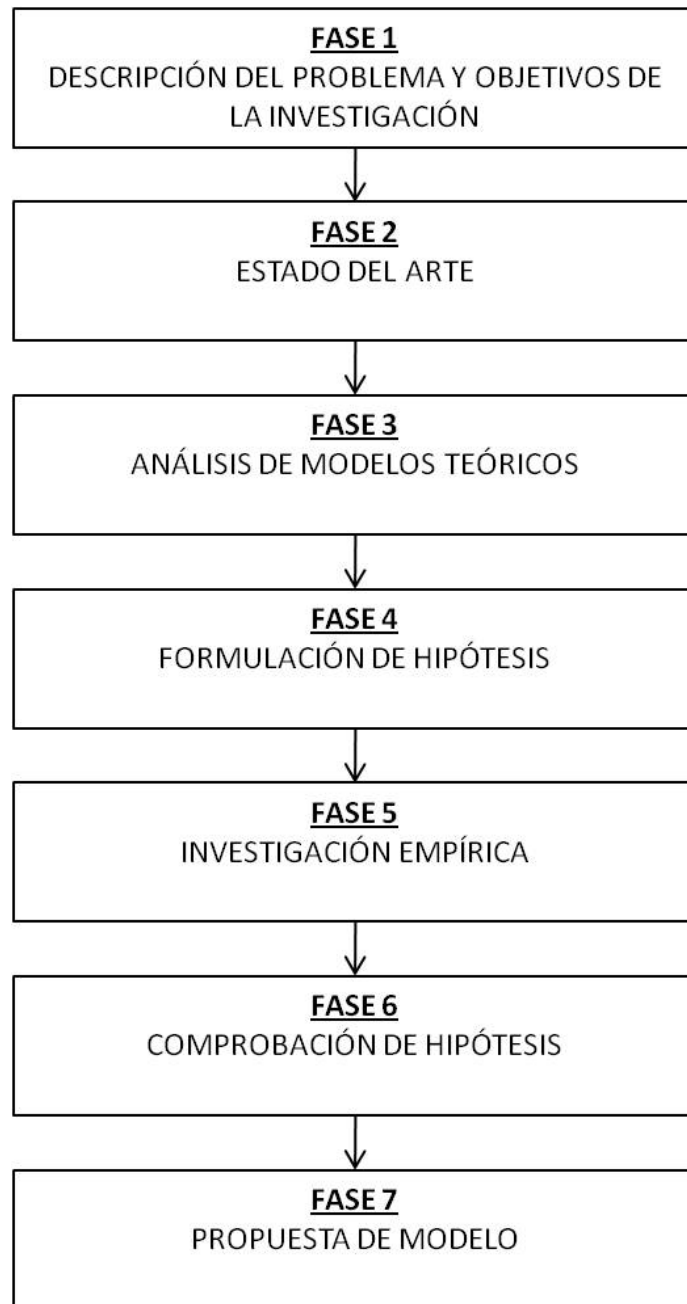 FASE 1
DESCRIPCIÓN DEL PROBLEMA Y OBJETIVOS DE
LA INVESTIGACIÓN
FASE 2
ESTADO DEL ARTE
FASE 3
ANÁLISIS DE MODELOS TEÓRICOS
FASE 4
FORMULACIÓN DE HIPÓTESIS
FASE 5
INVESTIGACIÓN EMPÍRICA
FASE 6
COMPROBACIÓN DE HIPÓTESIS
FASE 7
PROPUESTA DE MODELO